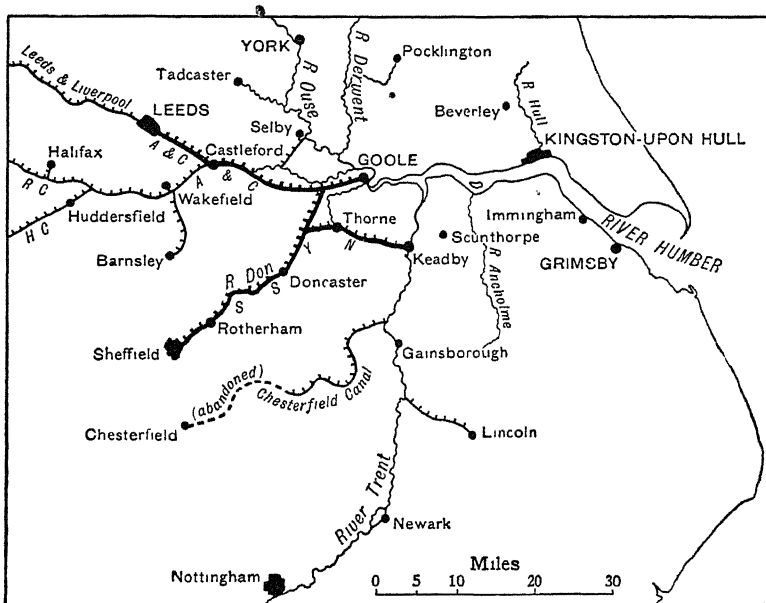 YORK
R Derwent
Pocklington
Leeds & Liverpool
Tadcaster
R Ouse
R Hull
Beverley
LEEDS
Selby
KINGSTON-UPON HULL
A & C
Castleford
GOOLE
Halifax
A & C
R C
Wakefield
Huddersfield
Thorne
Immingham
RIVER HUMBER
H C
Y N
Scunthorpe
Barnsley
Keadby
GRIMSBY
R Don
Doncaster
R Ancholme
S S
Rotherham
Sheffield
Gainsborough
(abandoned)
Chesterfield Canal
Chesterfield
Lincoln
River Trent
Newark
Nottingham
Miles
0 5 10 20 30